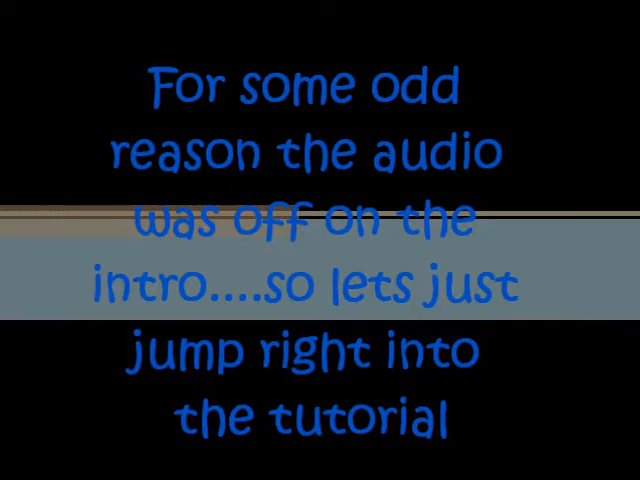 For some odd
reason the audio
was off on the
intro....so lets just
jump right into
the tutorial